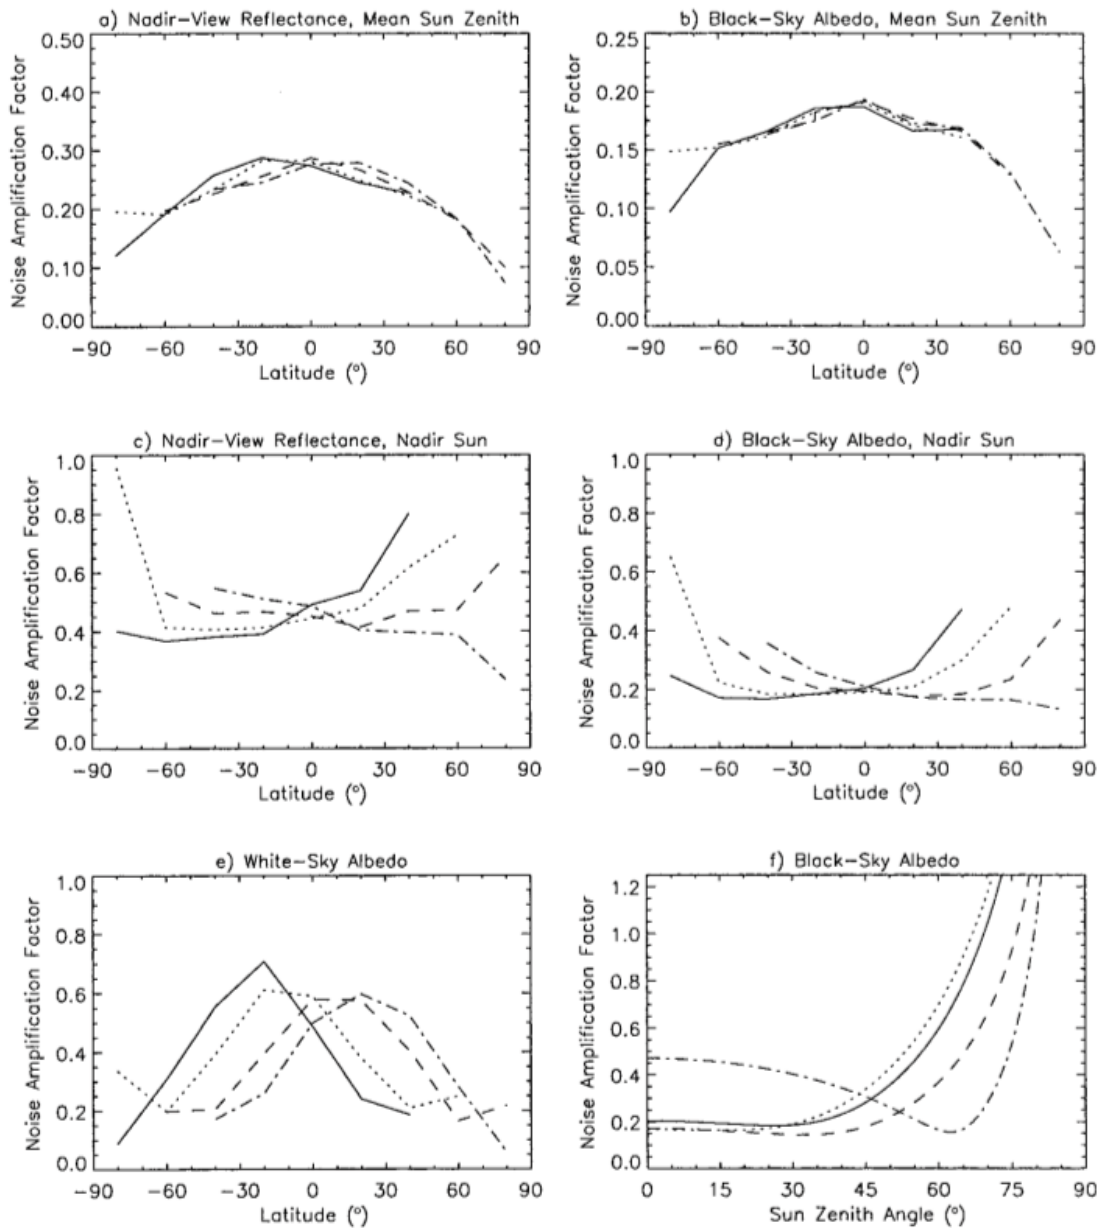 a) Nadir-View Reflectance, Mean Sun Zenith
Noise Amplification Factor
0.50
0.40
0.30
0.20
0.10
0.00
-90 -60 -30 0 30 60 90
Latitude (°)
b) Black-Sky Albedo, Mean Sun Zenith
Noise Amplification Factor
0.25
0.20
0.15
0.10
0.05
0.00
-90 -60 -30 0 30 60 90
Latitude (°)
c) Nadir-View Reflectance, Nadir Sun
Noise Amplification Factor
1.0
0.8
0.6
0.4
0.2
0.0
-90 -60 -30 0 30 60 90
Latitude (°)
d) Black-Sky Albedo, Nadir Sun
Noise Amplification Factor
1.0
0.8
0.6
0.4
0.2
0.0
-90 -60 -30 0 30 60 90
Latitude (°)
e) White-Sky Albedo
Noise Amplification Factor
1.0
0.8
0.6
0.4
0.2
0.0
-90 -60 -30 0 30 60 90
Latitude (°)
f) Black-Sky Albedo
Noise Amplification Factor
1.2
1.0
0.8
0.6
0.4
0.2
0.0
0 15 30 45 60 75 90
Sun Zenith Angle (°)